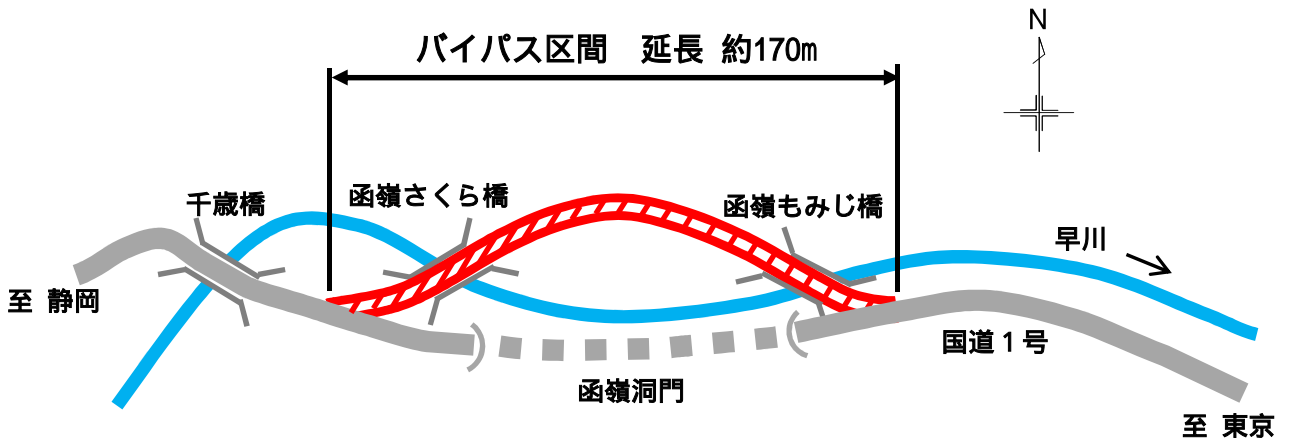 N
バイパス区間　延長 約170m
千歳橋
函嶺さくら橋
函嶺もみじ橋
早川
至 静岡
国道１号
函嶺洞門
至 東京